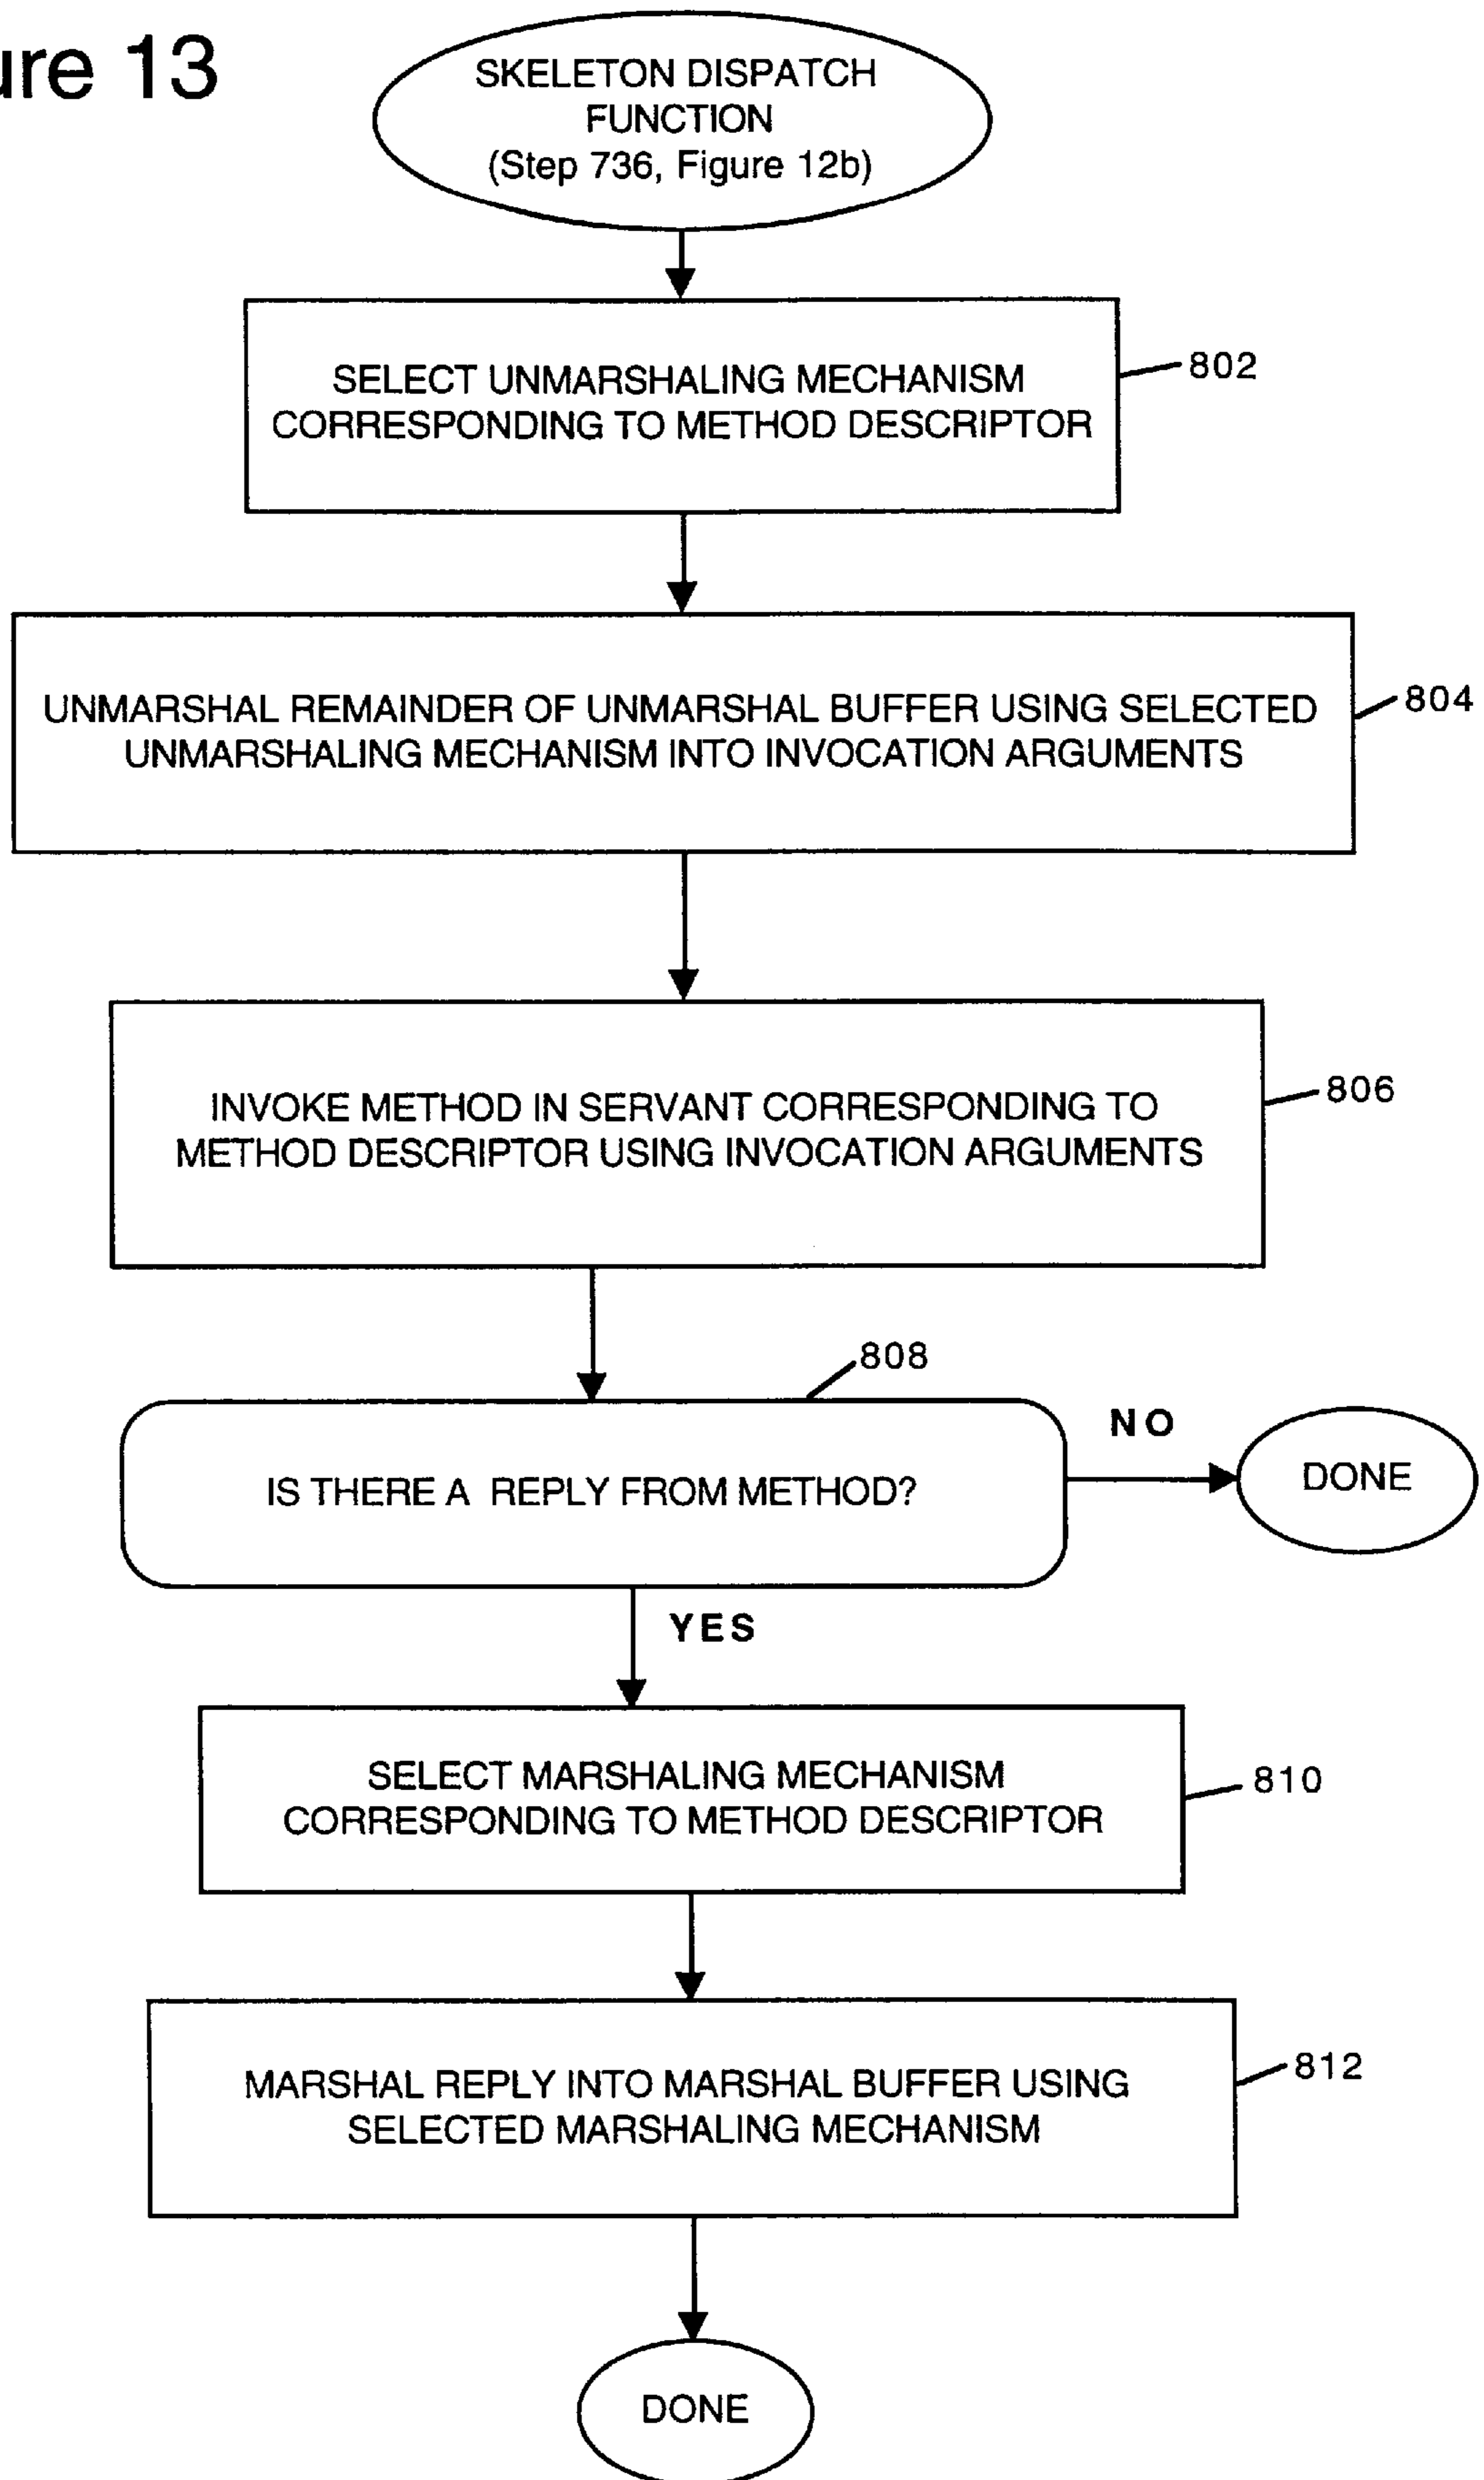 ure 13
SKELETON DISPATCH
FUNCTION
(Step 736, Figure 12b)
SELECT UNMARSHALING MECHANISM
CORRESPONDING TO METHOD DESCRIPTOR
802
UNMARSHAL REMAINDER OF UNMARSHAL BUFFER USING SELECTED
UNMARSHALING MECHANISM INTO INVOCATION ARGUMENTS
804
INVOKE METHOD IN SERVANT CORRESPONDING TO
METHOD DESCRIPTOR USING INVOCATION ARGUMENTS
806
808
IS THERE A REPLY FROM METHOD?
NO
DONE
YES
SELECT MARSHALING MECHANISM
CORRESPONDING TO METHOD DESCRIPTOR
810
MARSHAL REPLY INTO MARSHAL BUFFER USING
SELECTED MARSHALING MECHANISM
812
DONE